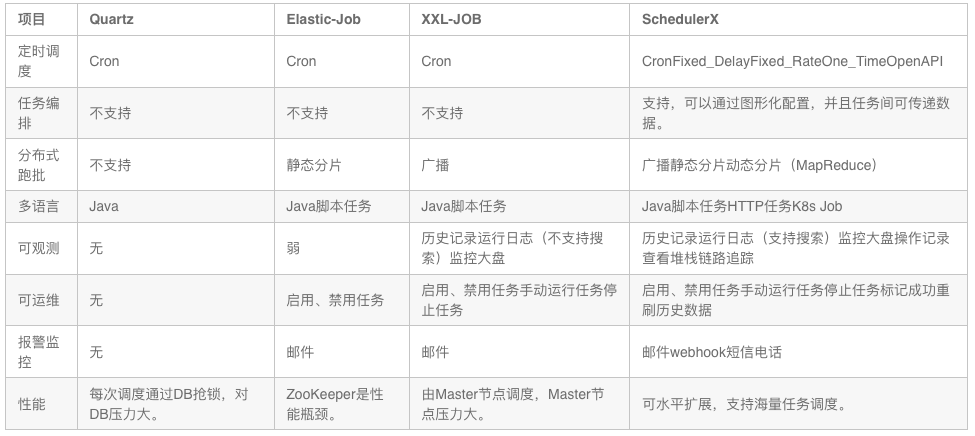 项目 Quartz Elastic-Job XXL-JOB SchedulerX
定时调
度
Cron
Cron
Cron
CronFixed_DelayFixed_RateOne_TimeOpenAPI
任务编
排
不支持
不支持
不支持
支持，可以通过图形化配置，并且任务间可传递数
据。
分布式
跑批
不支持
静态分片
广播
广播静态分片动态分片（MapReduce）
多语言
Java
Java脚本任务
Java脚本任务
Java脚本任务HTTP任务K8s Job
可观测
无
弱
历史记录运行日志（不支持搜
索）监控大盘
历史记录运行日志（支持搜索）监控大盘操作记录
查看堆栈链路追踪
可运维
无
启用、禁用任务
启用、禁用任务手动运行任务停
止任务
启用、禁用任务手动运行任务停止任务标记成功重
刷历史数据
报警监
控
无
邮件
邮件
邮件webhook短信电话
性能
每次调度通过DB抢锁，对
DB压力大。
ZooKeeper是性
能瓶颈。
由Master节点调度，Master节
点压力大。
可水平扩展，支持海量任务调度。